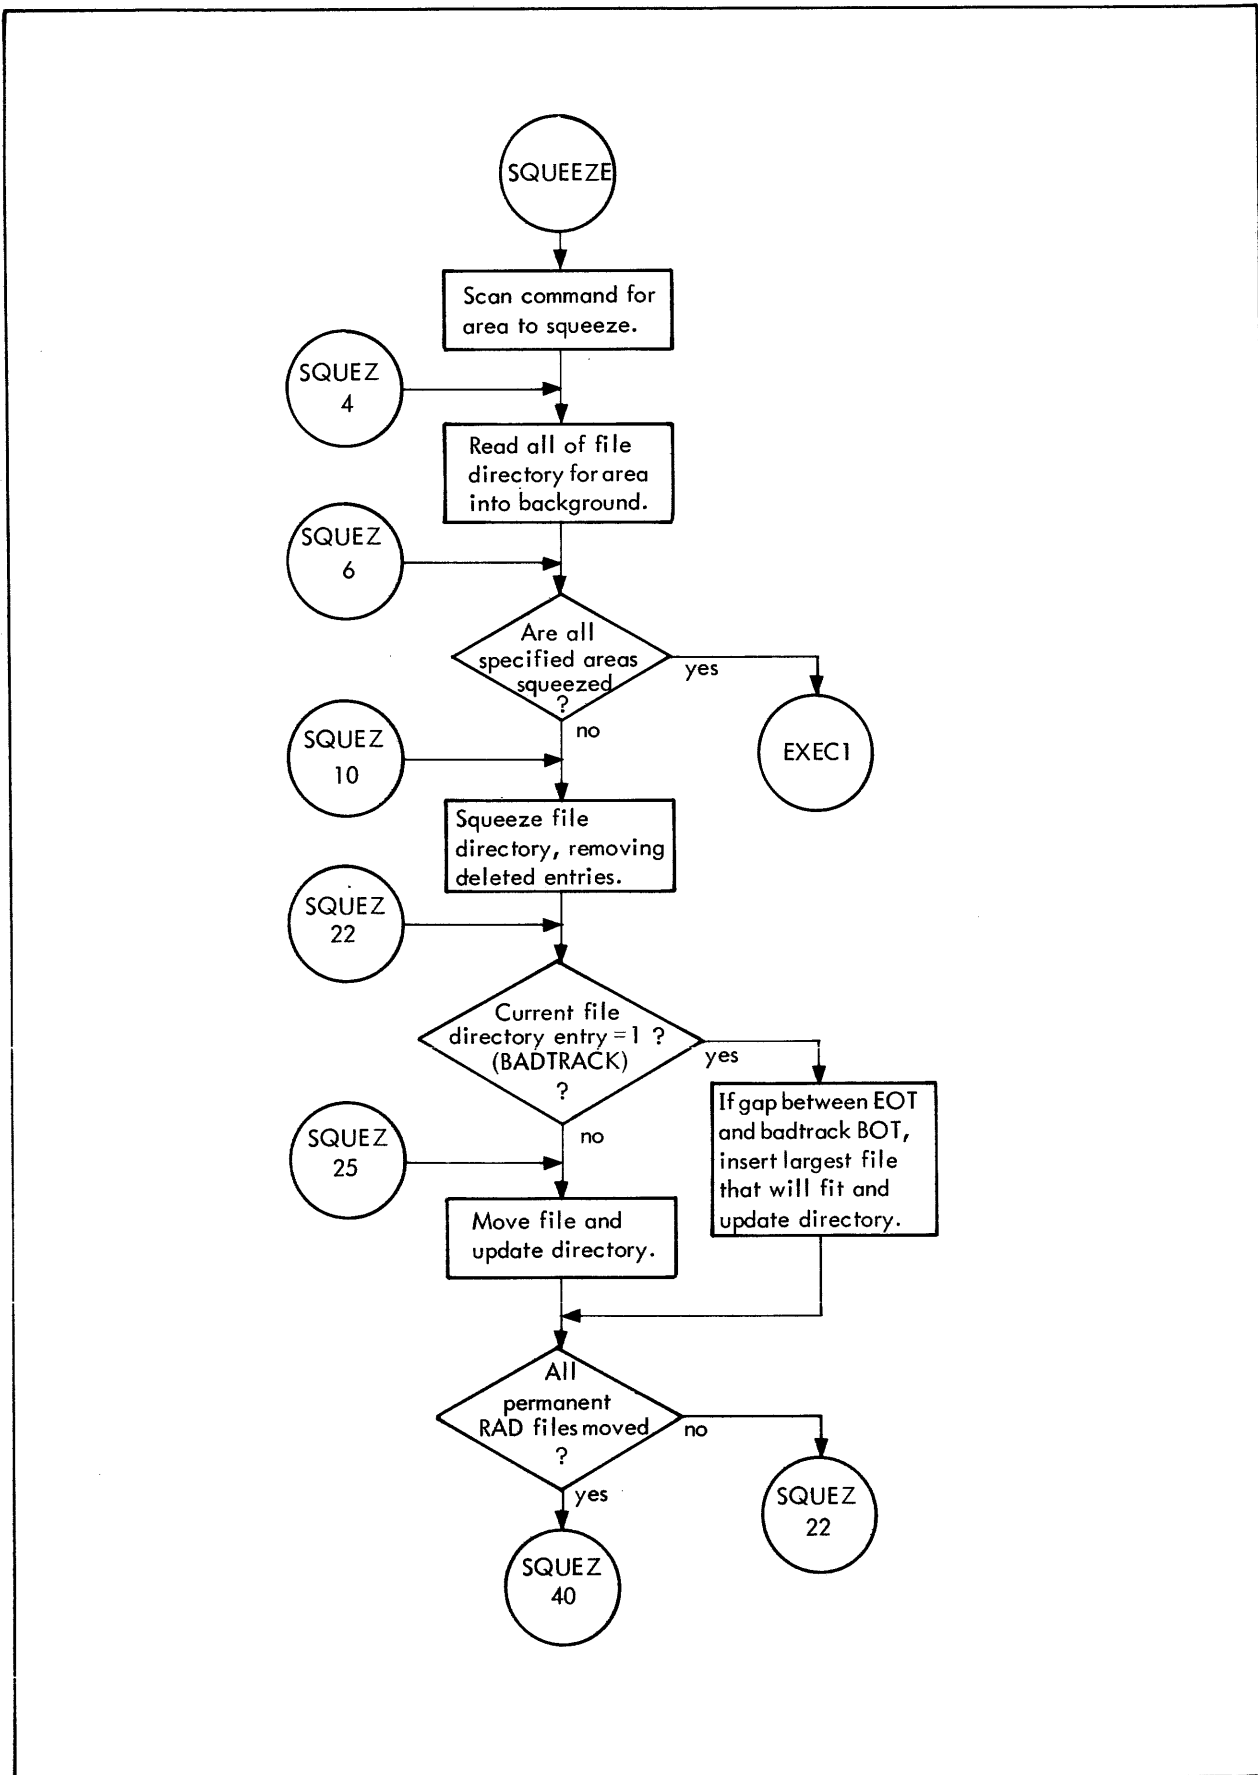 SQUEEZE
Scan command for
area to squeeze.
SQUEZ
4
Read all of file
directory for area
into background.
SQUEZ
6
Are all
specified areas
squeezed
?
yes
no
EXEC1
SQUEZ
10
Squeeze file
directory, removing
deleted entries.
SQUEZ
22
Current file
directory entry = 1 ?
(BADTRACK)
?
yes
no
If gap between EOT
and badtrack BOT,
insert largest file
that will fit and
update directory.
SQUEZ
25
Move file and
update directory.
All
permanent
RAD files moved
?
no
yes
SQUEZ
22
SQUEZ
40